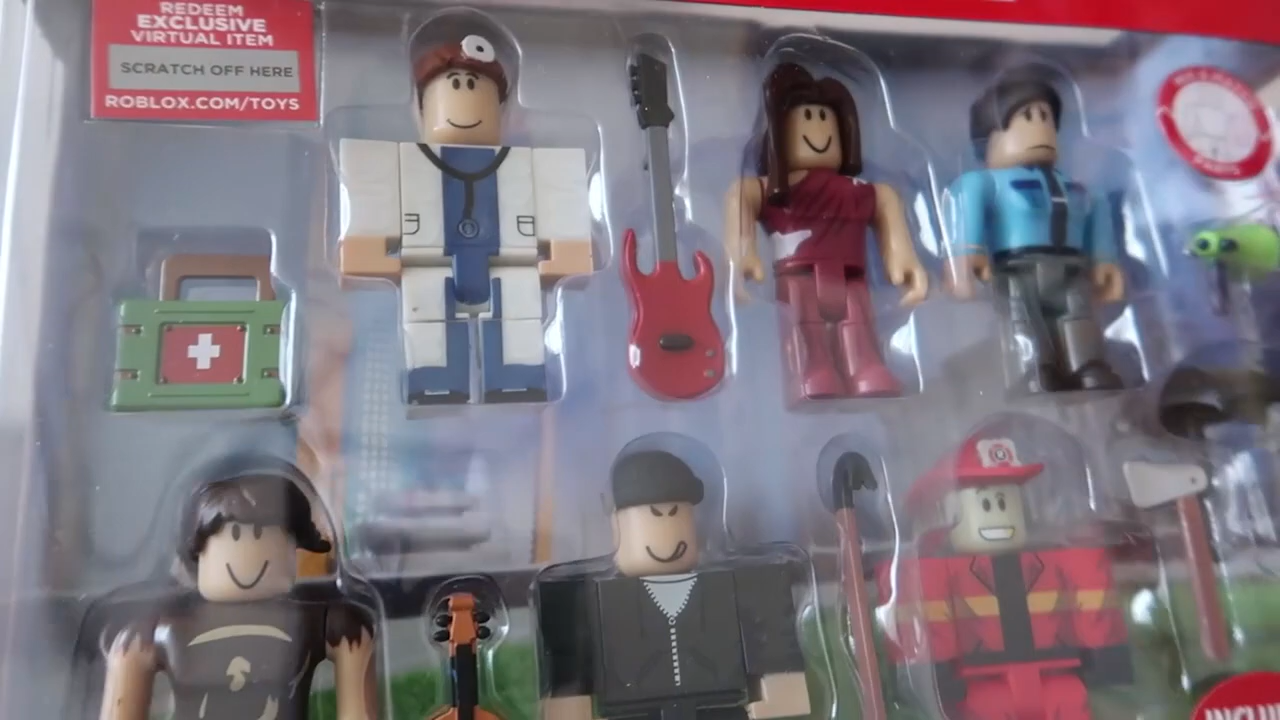 REDEEM
EXCLUSIVE
VIRTUAL ITEM
SCRATCH OFF HERE
ROBLOX.COM/TOYS